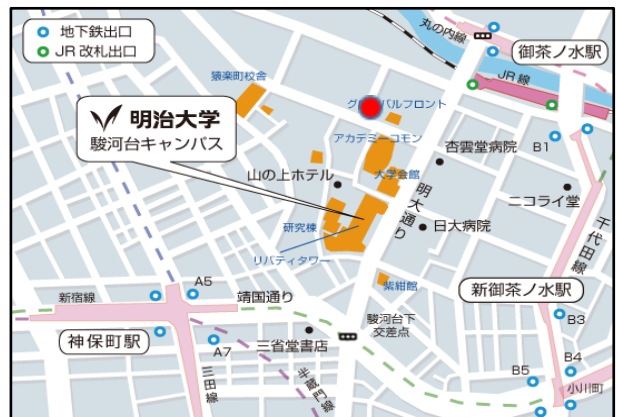 地下鉄出口
JR改札出口
丸の内線
御茶ノ水駅
猿楽町校舎
JR線
グローバルフロント
明治大学
駿河台キャンパス
アカデミーコモン
杏雲堂病院
B1
山の上ホテル
大学会館
明大通り
ニコライ堂
研究棟
日大病院
千代田線
リバティタワー
紫紺館
新御茶ノ水駅
新宿線
A5
靖国通り
B3
神保町駅
A7
三省堂書店
駿河台下
交差点
三田線
半蔵門線
B4
B5
小川町